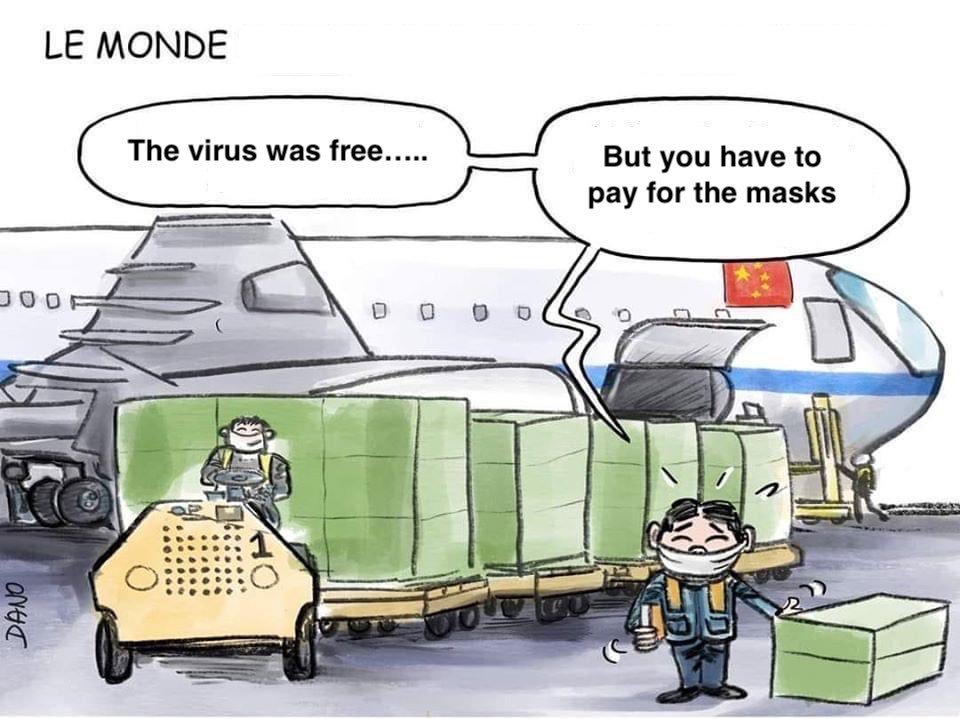 LE MONDE
The virus was free.....
But you have to
pay for the masks
1
DANO